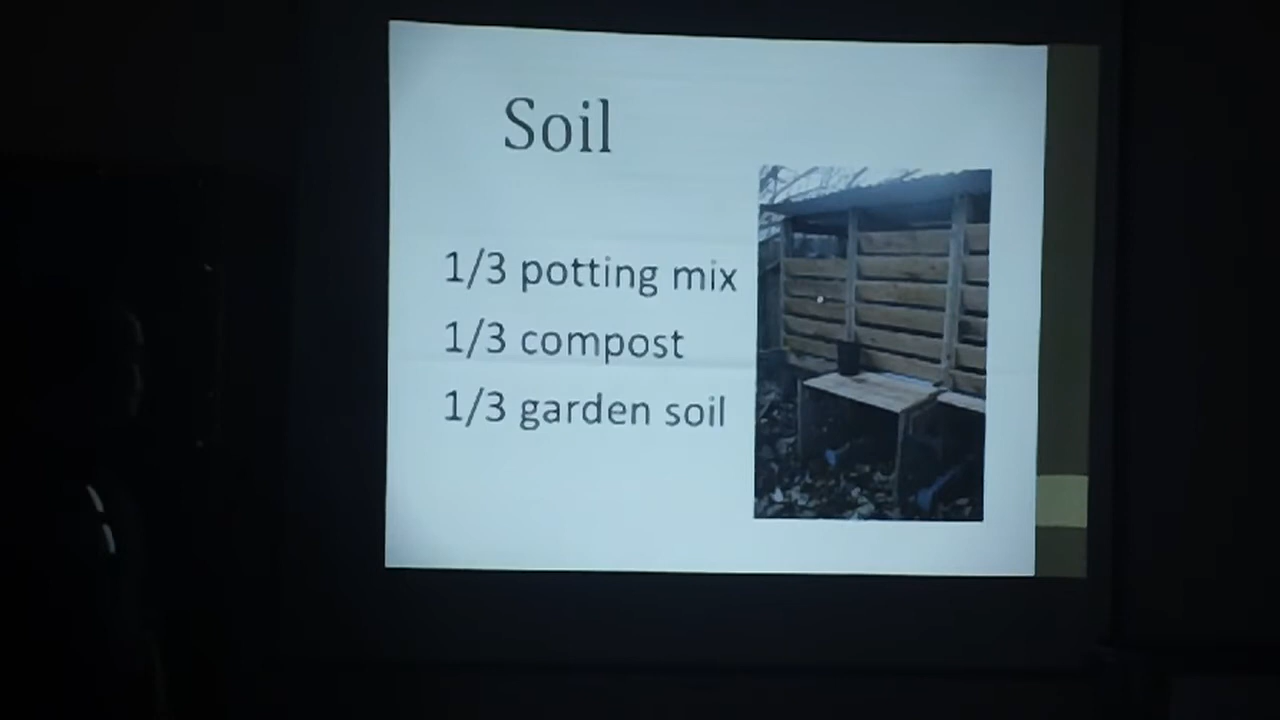 Soil
1/3 potting mix
1/3 compost
1/3 garden soil